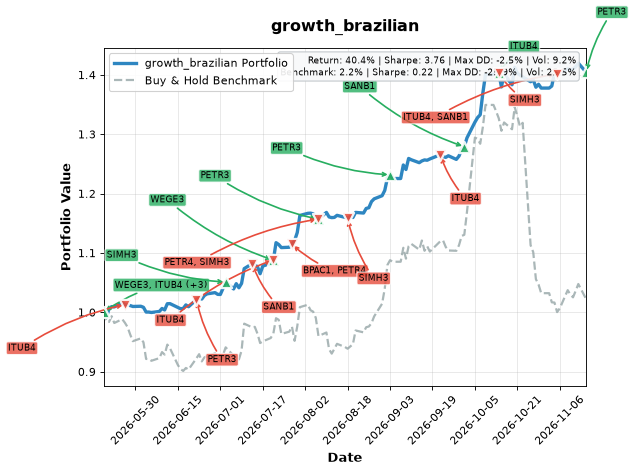 growth_brazilian
PETR3
ITUB4
growth_brazilian Portfolio
Buy & Hold Benchmark
Return: 40.4% | Sharpe: 3.76 | Max DD: -2.5% | Vol: 9.2%
Benchmark: 2.2% | Sharpe: 0.22 | Max DD:
SANB1
SIMH3
ITUB4, SANB1
PETR3
PETR3
WEGE3
ITUB4
SIMH3
PETR4, SIMH3
BPAC1, PETR4
SIMH3
WEGE3, ITUB4 (+3)
SANB1
ITUB4
ITUB4
PETR3
1.4
1.3
1.2
1.1
1.0
0.9
Portfolio Value
2026-05-30
2026-06-15
2026-07-01
2026-07-17
2026-08-02
2026-08-18
2026-09-03
2026-09-19
2026-10-05
2026-10-21
2026-11-06
Date